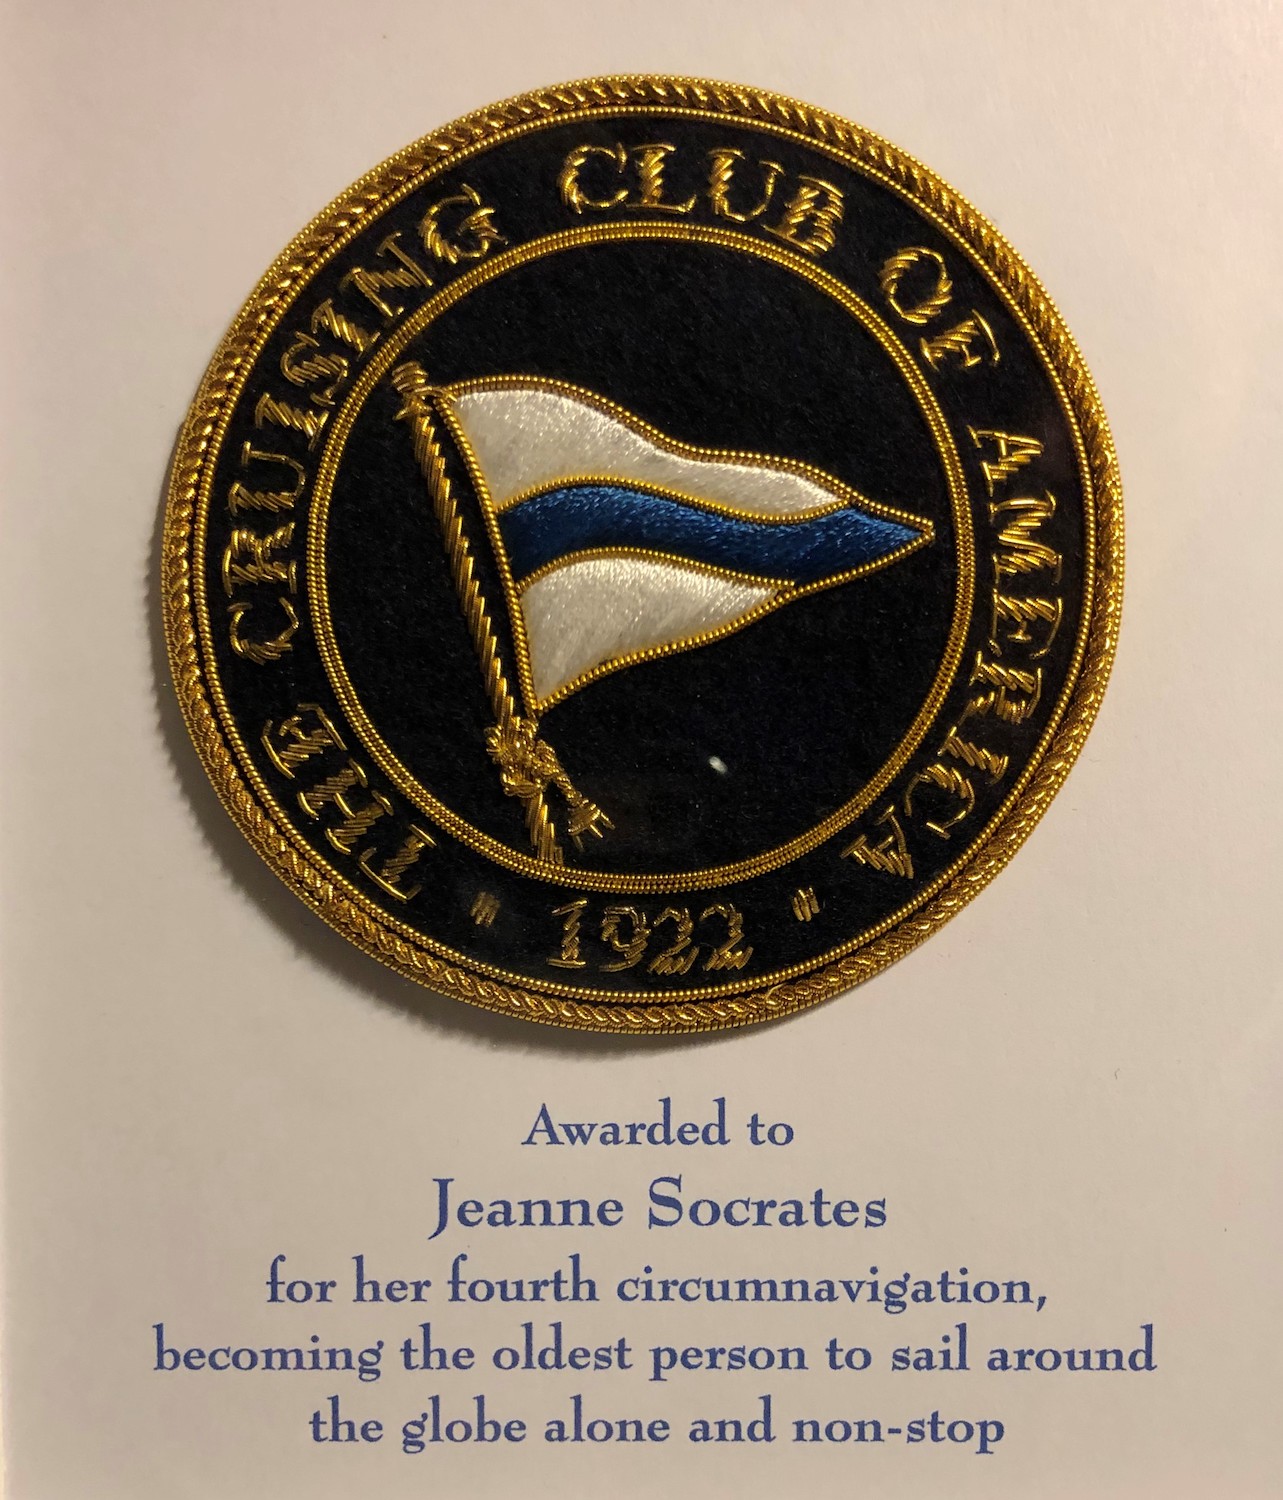 THE CRUISING CLUB OF AMERICA
1922
Awarded to
Jeanne Socrates
for her fourth circumnavigation,
becoming the oldest person to sail around
the globe alone and non-stop